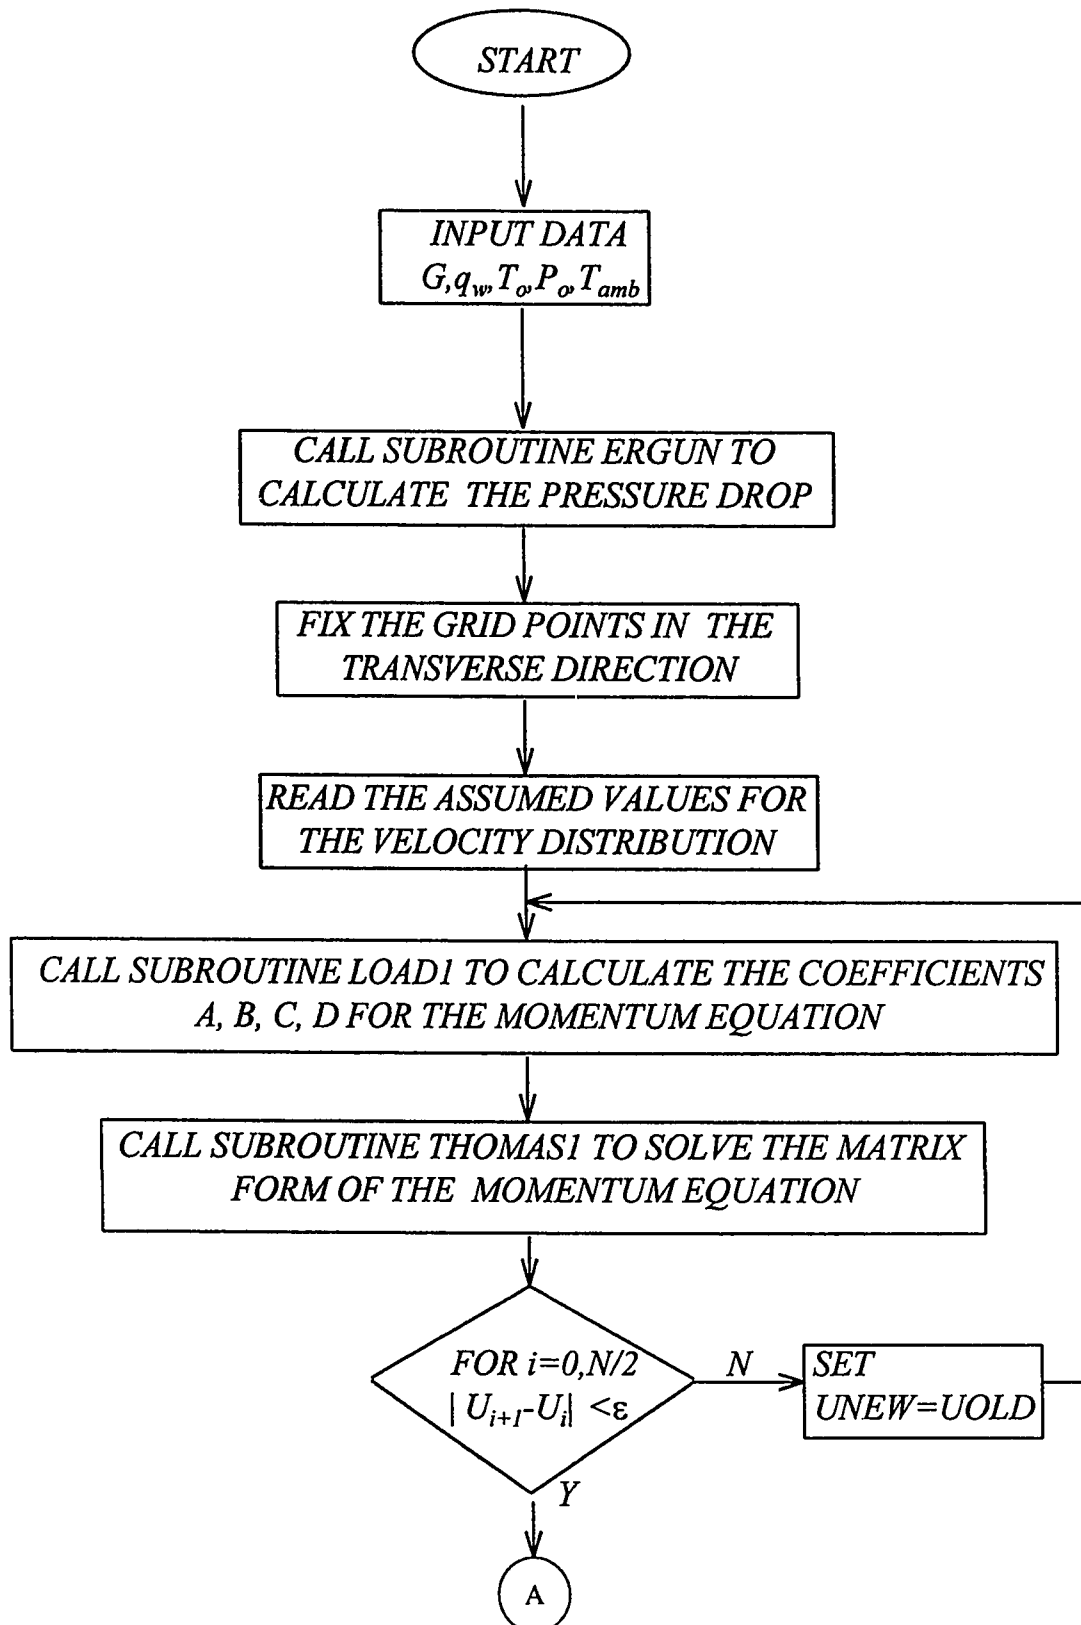 START
INPUT DATA
G,q_w,T_o,P_o,T_amb
CALL SUBROUTINE ERGUN TO
CALCULATE THE PRESSURE DROP
FIX THE GRID POINTS IN THE
TRANSVERSE DIRECTION
READ THE ASSUMED VALUES FOR
THE VELOCITY DISTRIBUTION
CALL SUBROUTINE LOAD1 TO CALCULATE THE COEFFICIENTS
A, B, C, D FOR THE MOMENTUM EQUATION
CALL SUBROUTINE THOMAS1 TO SOLVE THE MATRIX
FORM OF THE MOMENTUM EQUATION
FOR i=0,N/2
| U_{i+1}-U_i| <ε
N
SET
UNEW=UOLD
Y
A